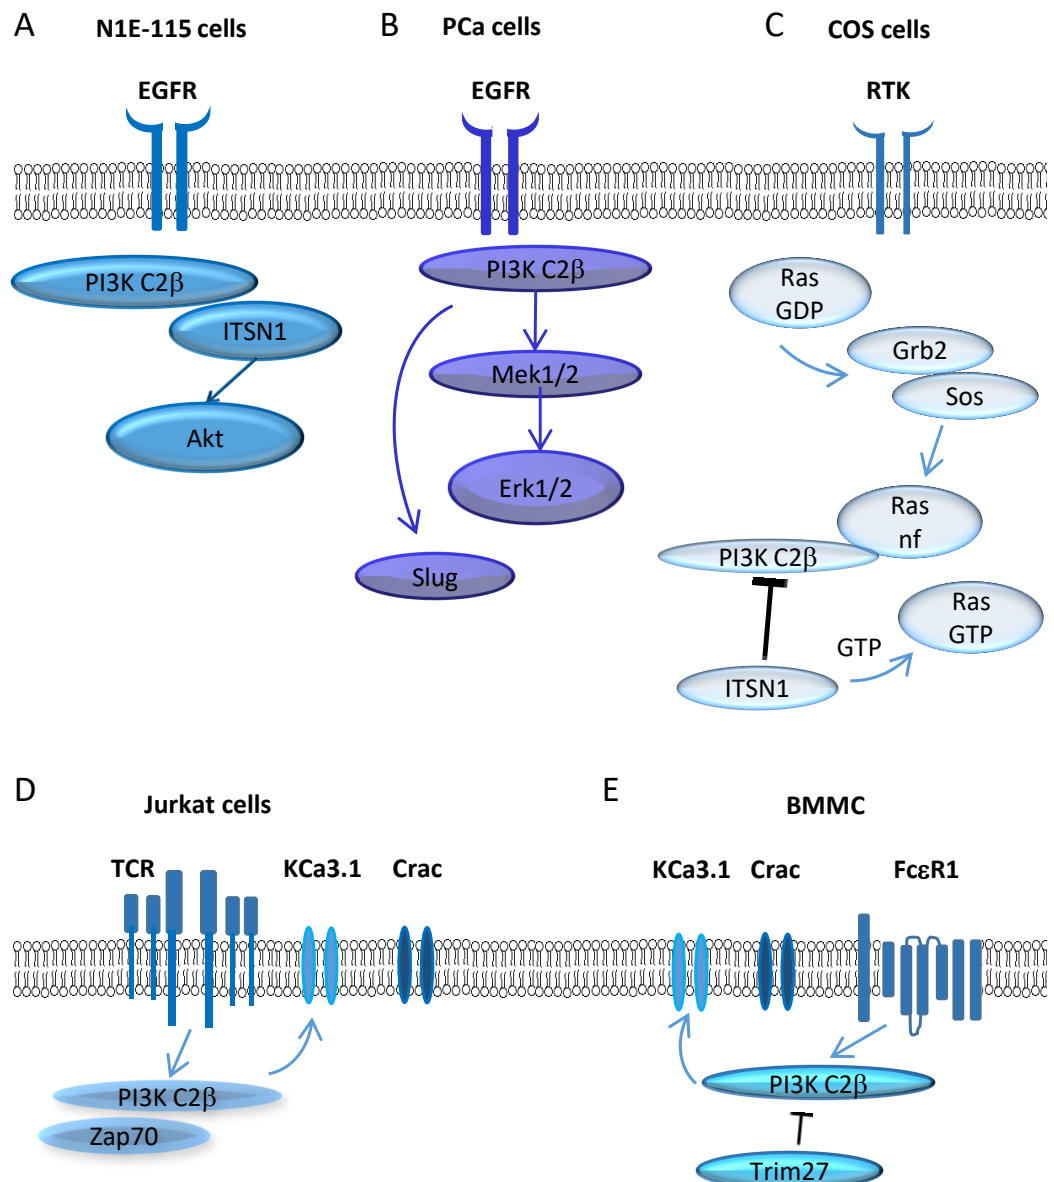 A
N1E-115 cells
EGFR
PI3K C2β
ITSN1
Akt
B
PCa cells
EGFR
PI3K C2β
Mek1/2
Erk1/2
Slug
C
COS cells
RTK
Ras
GDP
Grb2
Sos
Ras
nf
PI3K C2β
Ras
GTP
GTP
ITSN1
D
Jurkat cells
TCR
KCa3.1
Crac
PI3K C2β
Zap70
E
BMMC
KCa3.1
Crac
FcεR1
PI3K C2β
Trim27